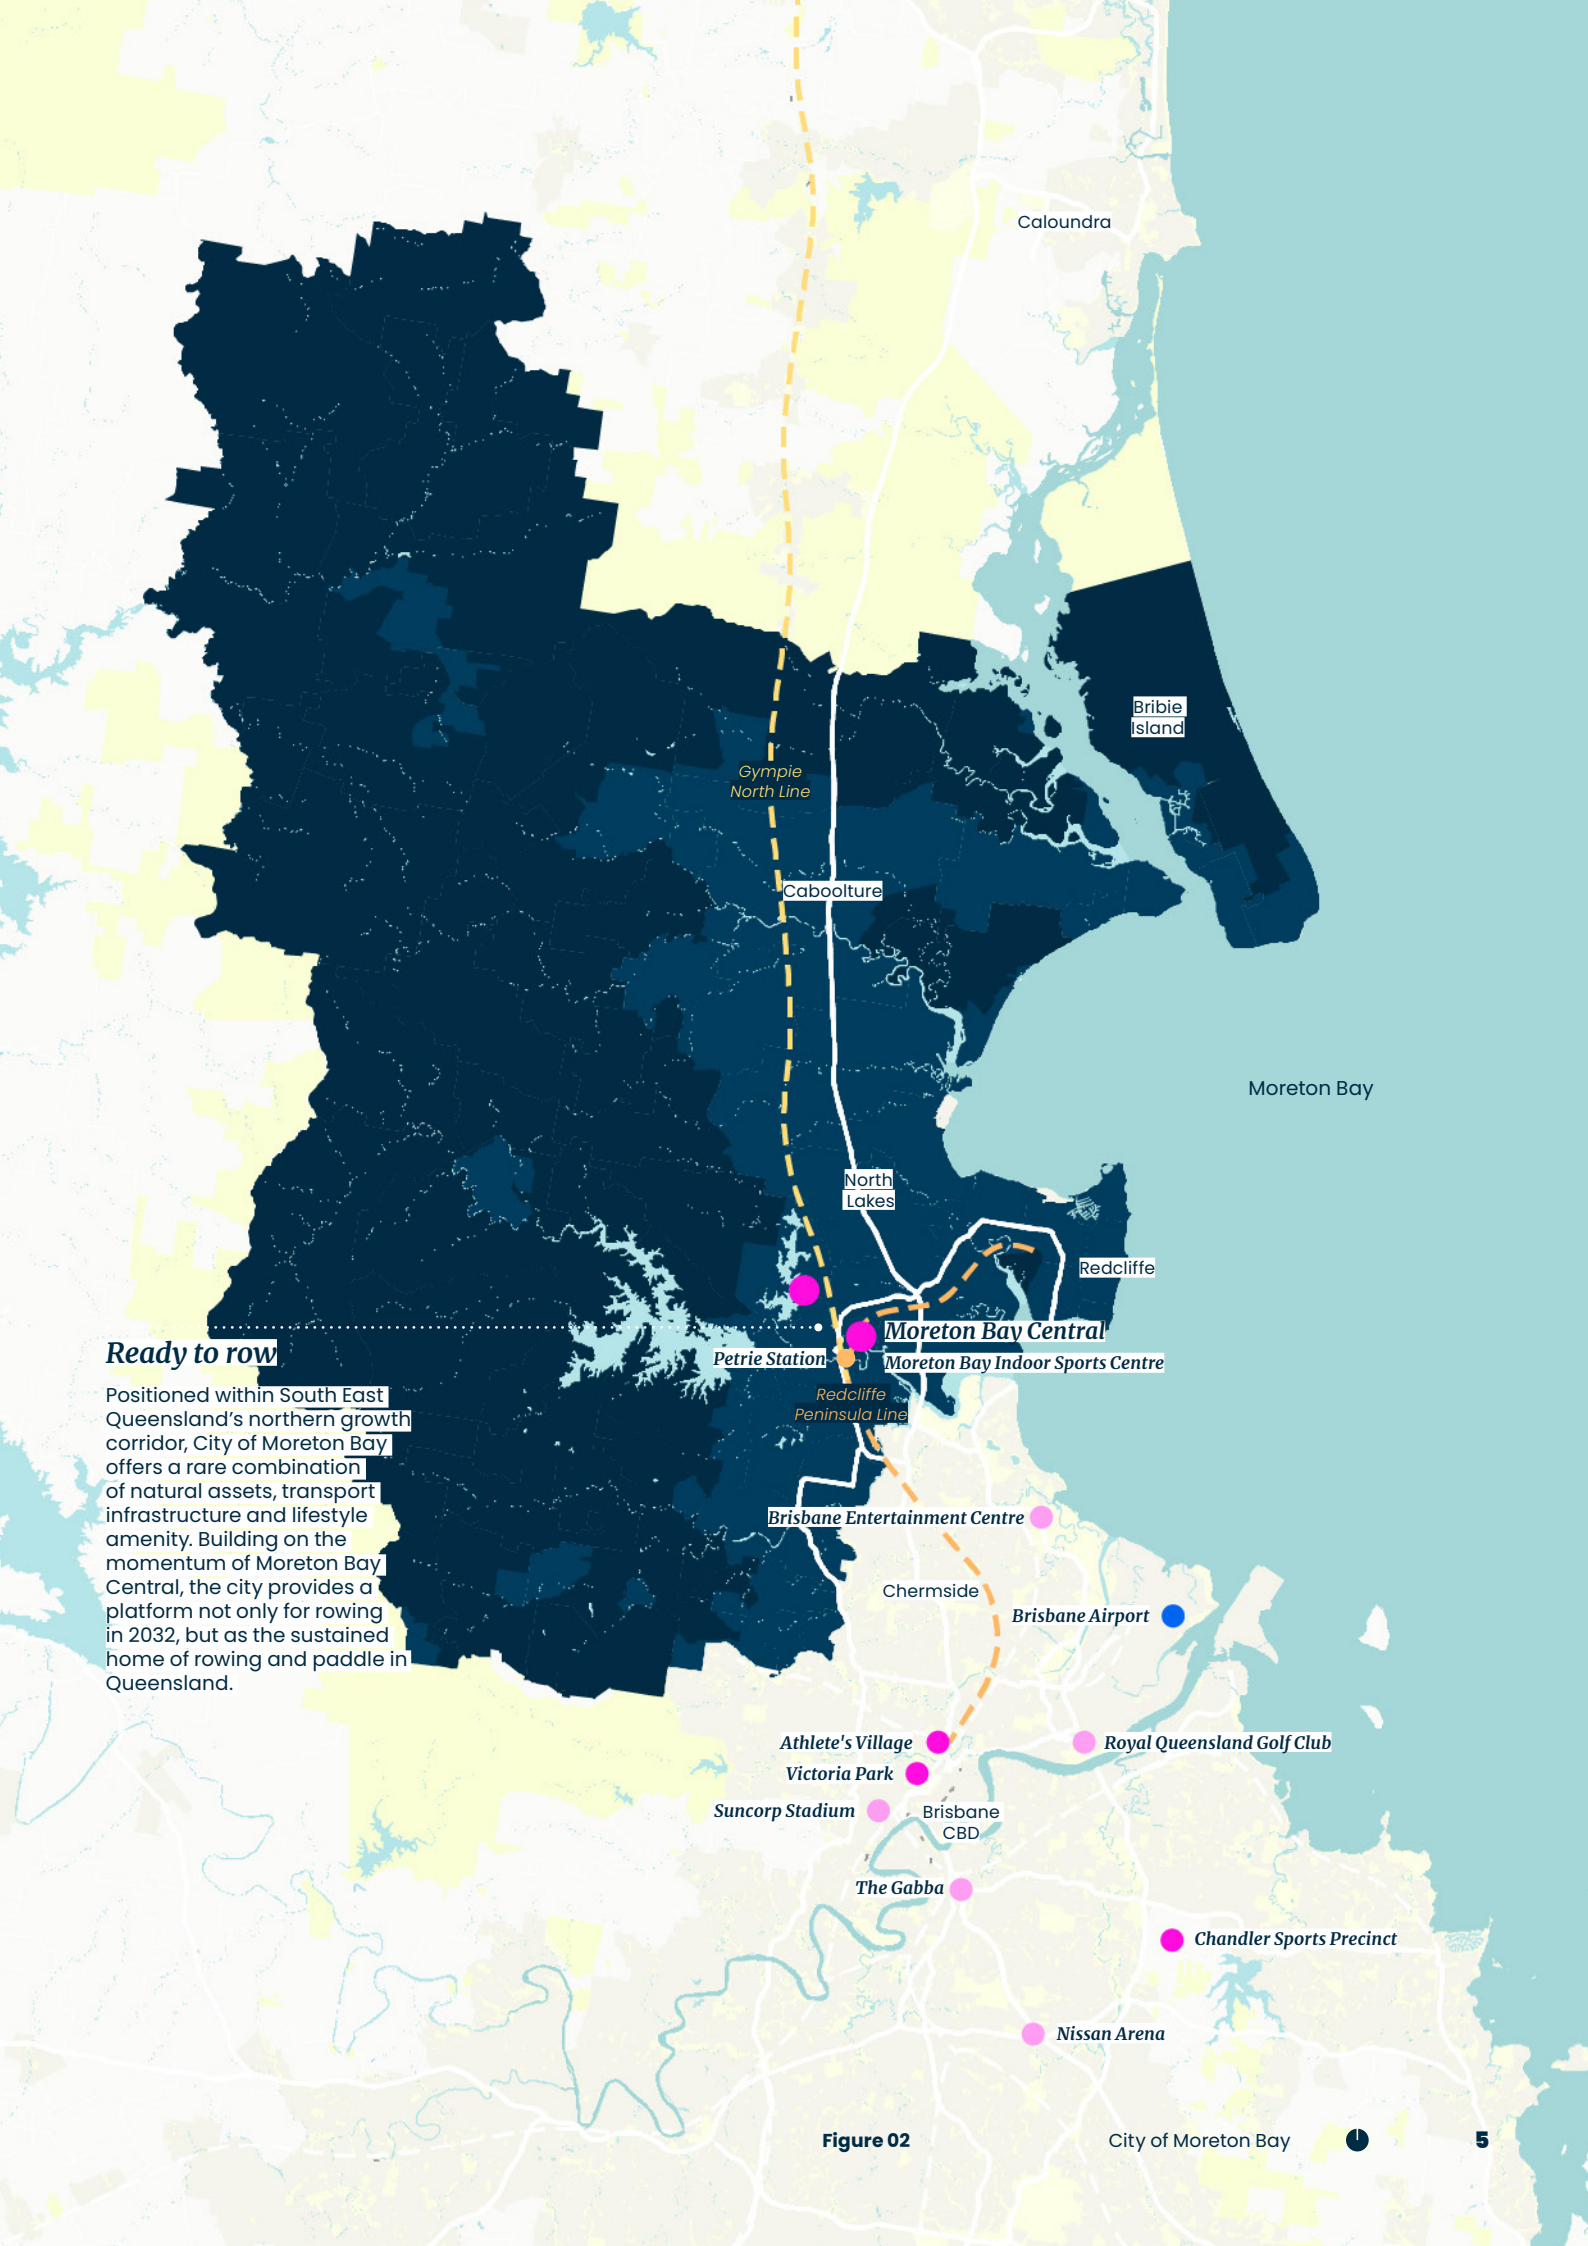 Caloundra
Bribie
Island
Gympie
North Line
Caboolture
Moreton Bay
North
Lakes
Redcliffe
Moreton Bay Central
Petrie Station
Moreton Bay Indoor Sports Centre
Redcliffe
Peninsula Line
Ready to row
Positioned within South East
Queensland’s northern growth
corridor, City of Moreton Bay
offers a rare combination
of natural assets, transport
infrastructure and lifestyle
amenity. Building on the
momentum of Moreton Bay
Central, the city provides a
platform not only for rowing
in 2032, but as the sustained
home of rowing and paddle in
Queensland.
Brisbane Entertainment Centre
Chermside
Brisbane Airport
Athlete's Village
Royal Queensland Golf Club
Victoria Park
Suncorp Stadium
Brisbane
CBD
The Gabba
Chandler Sports Precinct
Nissan Arena
Figure 02
City of Moreton Bay
5